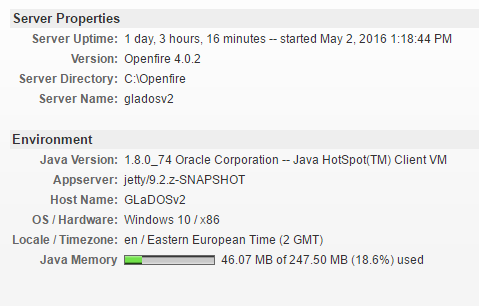 Server Properties
Server Uptime: 1 day, 3 hours, 16 minutes -- started May 2, 2016 1:18:44 PM
Version: Openfire 4.0.2
Server Directory: C:\Openfire
Server Name: gladosv2
Environment
Java Version: 1.8.0_74 Oracle Corporation -- Java HotSpot(TM) Client VM
Appserver: jetty/9.2.z-SNAPSHOT
Host Name: GLaDOSv2
OS / Hardware: Windows 10 / x86
Locale / Timezone: en / Eastern European Time (2 GMT)
Java Memory 46.07 MB of 247.50 MB (18.6%) used